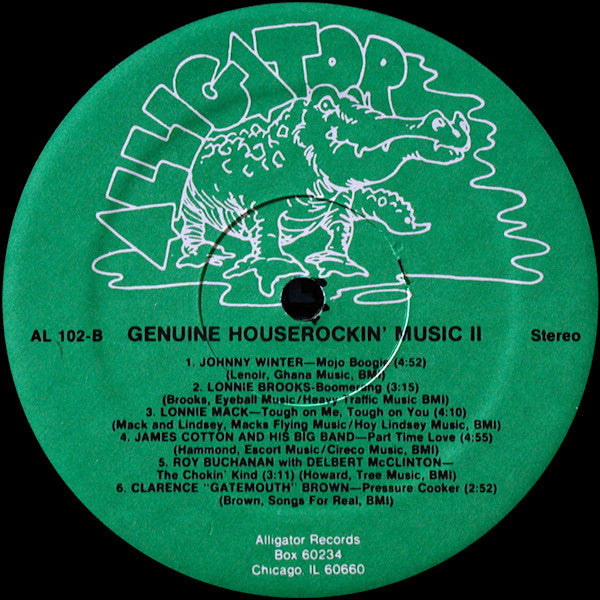 ALLIGATOR
AL 102-B GENUINE HOUSEROCKIN' MUSIC II Stereo
1. JOHNNY WINTER—Mojo Boogie (4:52)
(Lenoir, Ghana Music, BMI)
2. LONNIE BROOKS-Boomerang (3:15)
(Brooks, Eyeball Music/Heavy Traffic Music BMI)
3. LONNIE MACK—Tough on Me, Tough on You (4:10)
(Mack and Lindsey, Macks Flying Music/Hoy Lindsey Music, BMI)
4. JAMES COTTON AND HIS BIG BAND—Part Time Love (4:55)
(Hammond, Escort Music/Cireco Music, BMI)
5. ROY BUCHANAN with DELBERT McCLINTON—
The Chokin' Kind (3:11) (Howard, Tree Music, BMI)
6. CLARENCE "GATEMOUTH" BROWN—Pressure Cooker (2:52)
(Brown, Songs For Real, BMI)
Alligator Records
Box 60234
Chicago, IL 60660